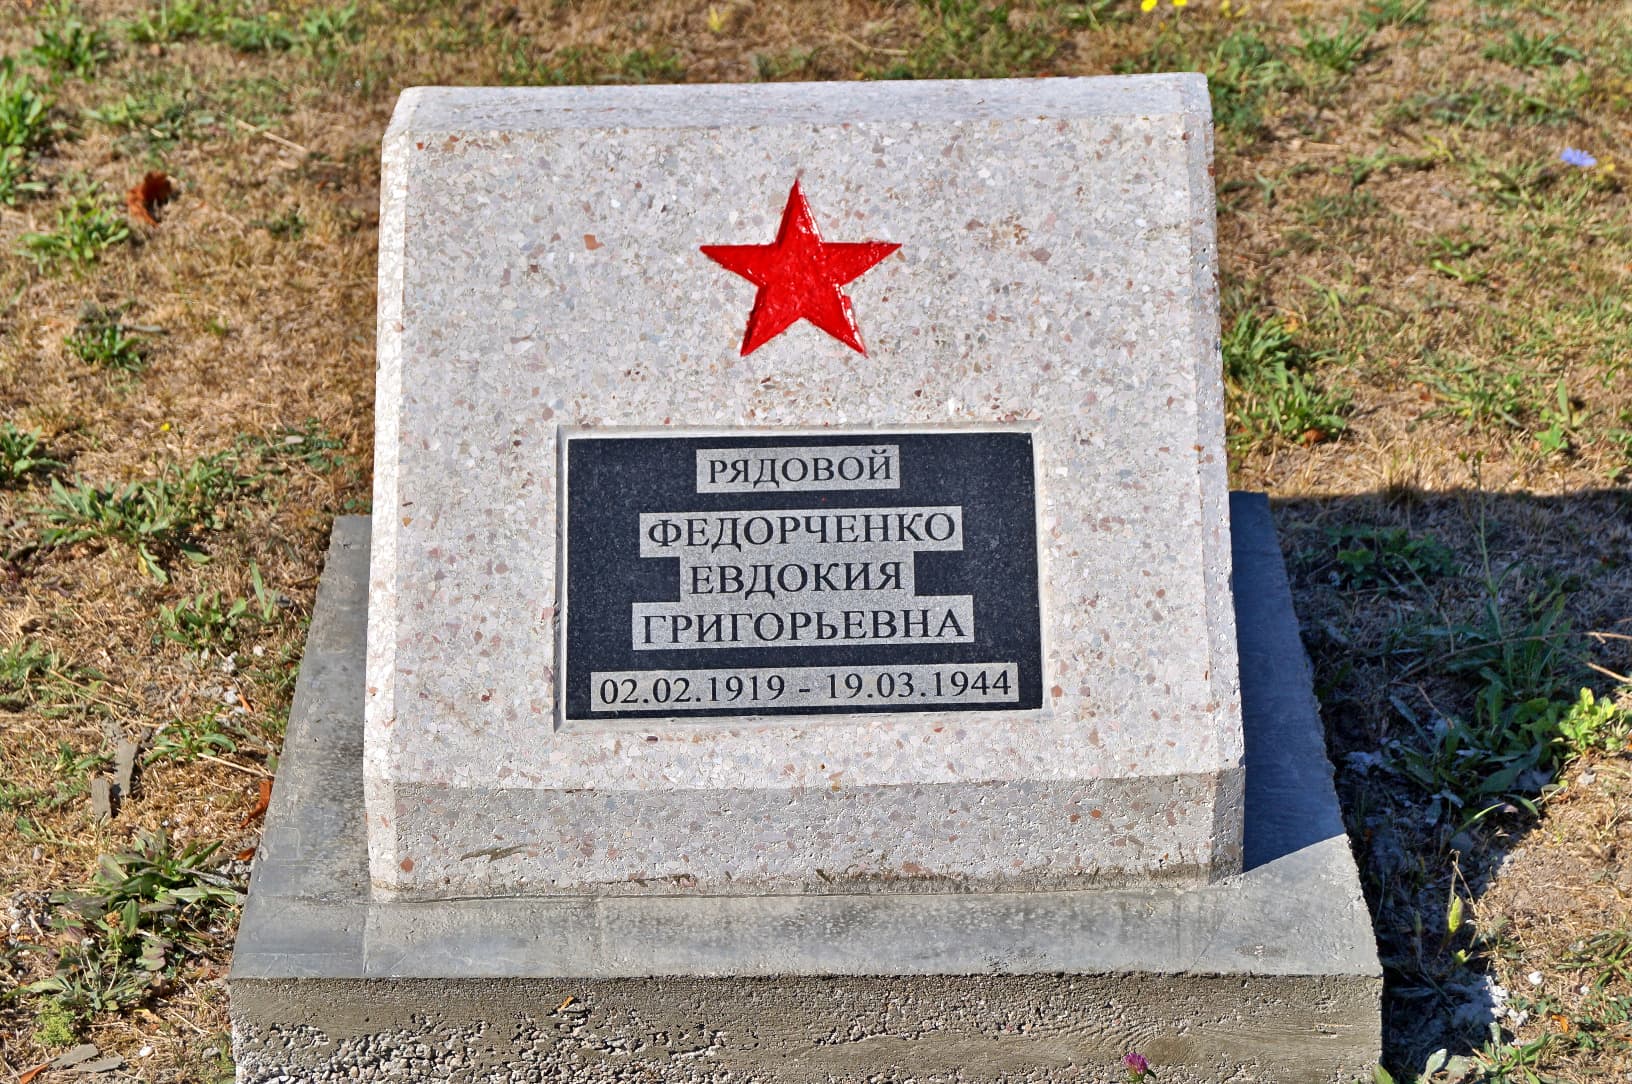 РЯДОВОЙ
ФЕДОРЧЕНКО
ЕВДОКИЯ
ГРИГОРЬЕВНА
02.02.1919 - 19.03.1944